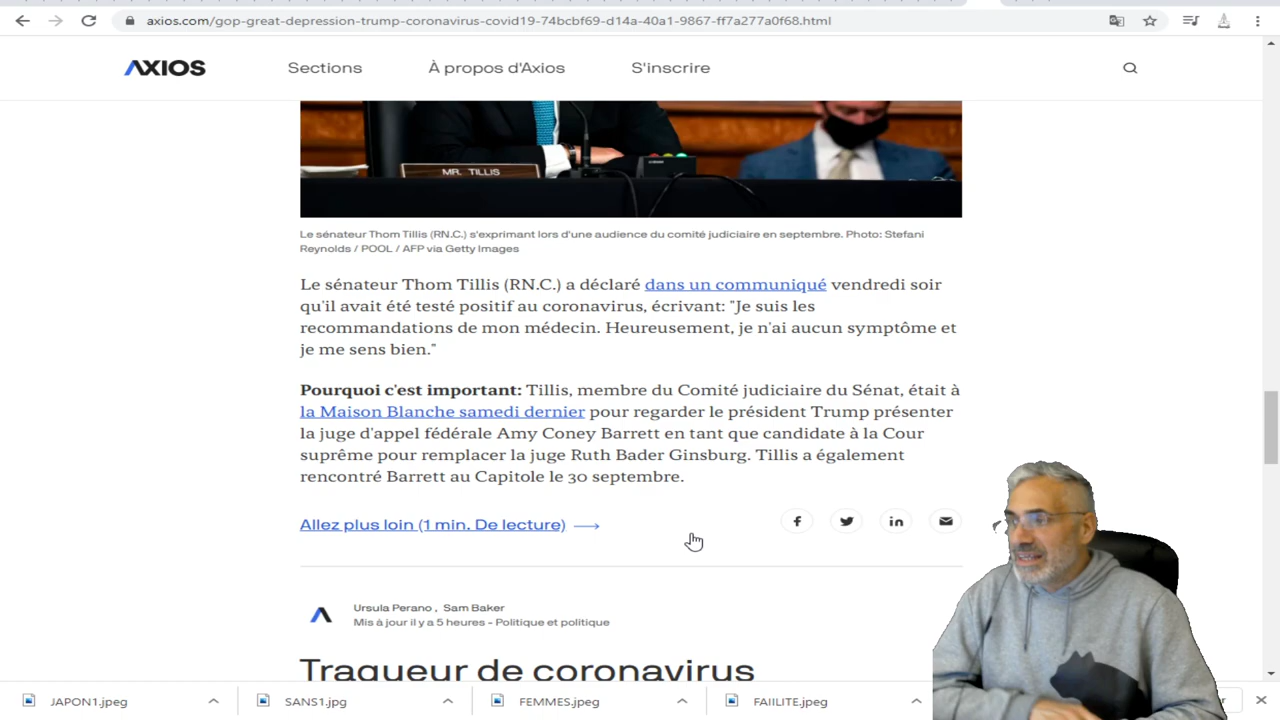 axios.com/gop-great-depression-trump-coronavirus-covid19-74bcbf69-d14a-40a1-9867-ff7a277a0f68.html
AXIOS
Sections
À propos d'Axios
S'inscrire
MR. TILLIS
Le sénateur Thom Tillis (RN.C.) s'exprimant lors d'une audience du comité judiciaire en septembre. Photo: Stefani
Reynolds / POOL / AFP via Getty Images
Le sénateur Thom Tillis (RN.C.) a déclaré dans un communiqué vendredi soir
qu'il avait été testé positif au coronavirus, écrivant: "Je suis les
recommandations de mon médecin. Heureusement, je n'ai aucun symptôme et
je me sens bien."
Pourquoi c'est important: Tillis, membre du Comité judiciaire du Sénat, était à
la Maison Blanche samedi dernier pour regarder le président Trump présenter
la juge d'appel fédérale Amy Coney Barrett en tant que candidate à la Cour
suprême pour remplacer la juge Ruth Bader Ginsburg. Tillis a également
rencontré Barrett au Capitole le 30 septembre.
Allez plus loin (1 min. De lecture)
Ursula Perano , Sam Baker
Mis à jour il y a 5 heures - Politique et politique
Traqueur de coronavirus
JAPON1.jpeg
SANS1.jpg
FEMMES.jpeg
FAIILITE.jpeg